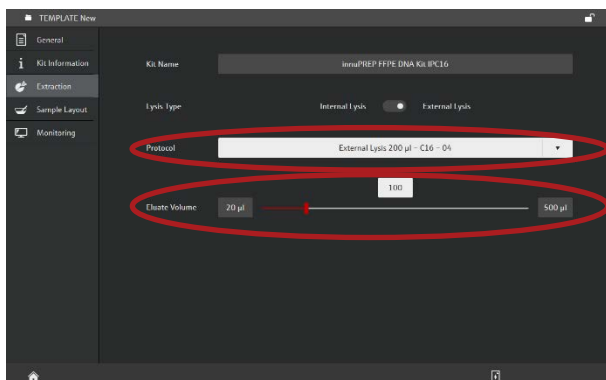 TEMPLATE New
General
Kit Information
Extraction
Sample Layout
Monitoring
Kit Name innuPREP FFPE DNA Kit IPC16
Lysis Type Internal Lysis External Lysis
Protocol External Lysis 200 µl – C16 – 04
100
Eluate Volume 20 µl 500 µl